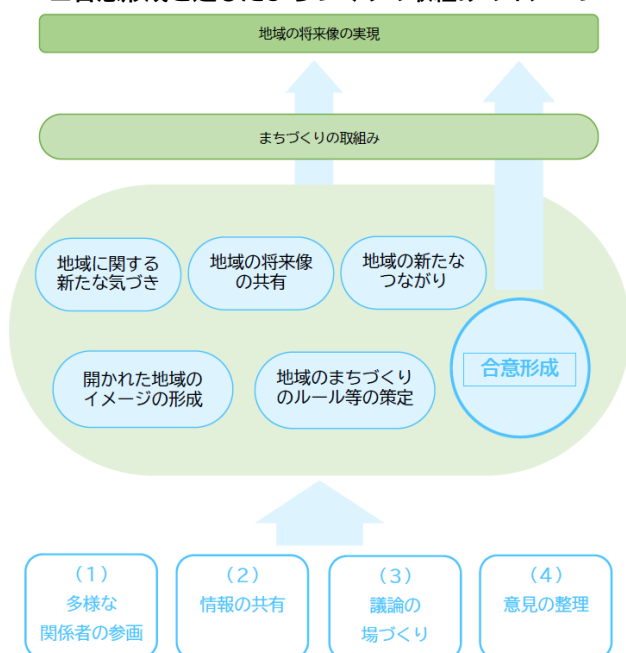 地域の将来像の実現
まちづくりの取組み
地域に関する
新たな気づき
地域の将来像
の共有
地域の新たな
つながり
開かれた地域の
イメージの形成
地域のまちづくり
のルール等の策定
合意形成
(1)
多様な
関係者の参画
(2)
情報の共有
(3)
議論の
場づくり
(4)
意見の整理